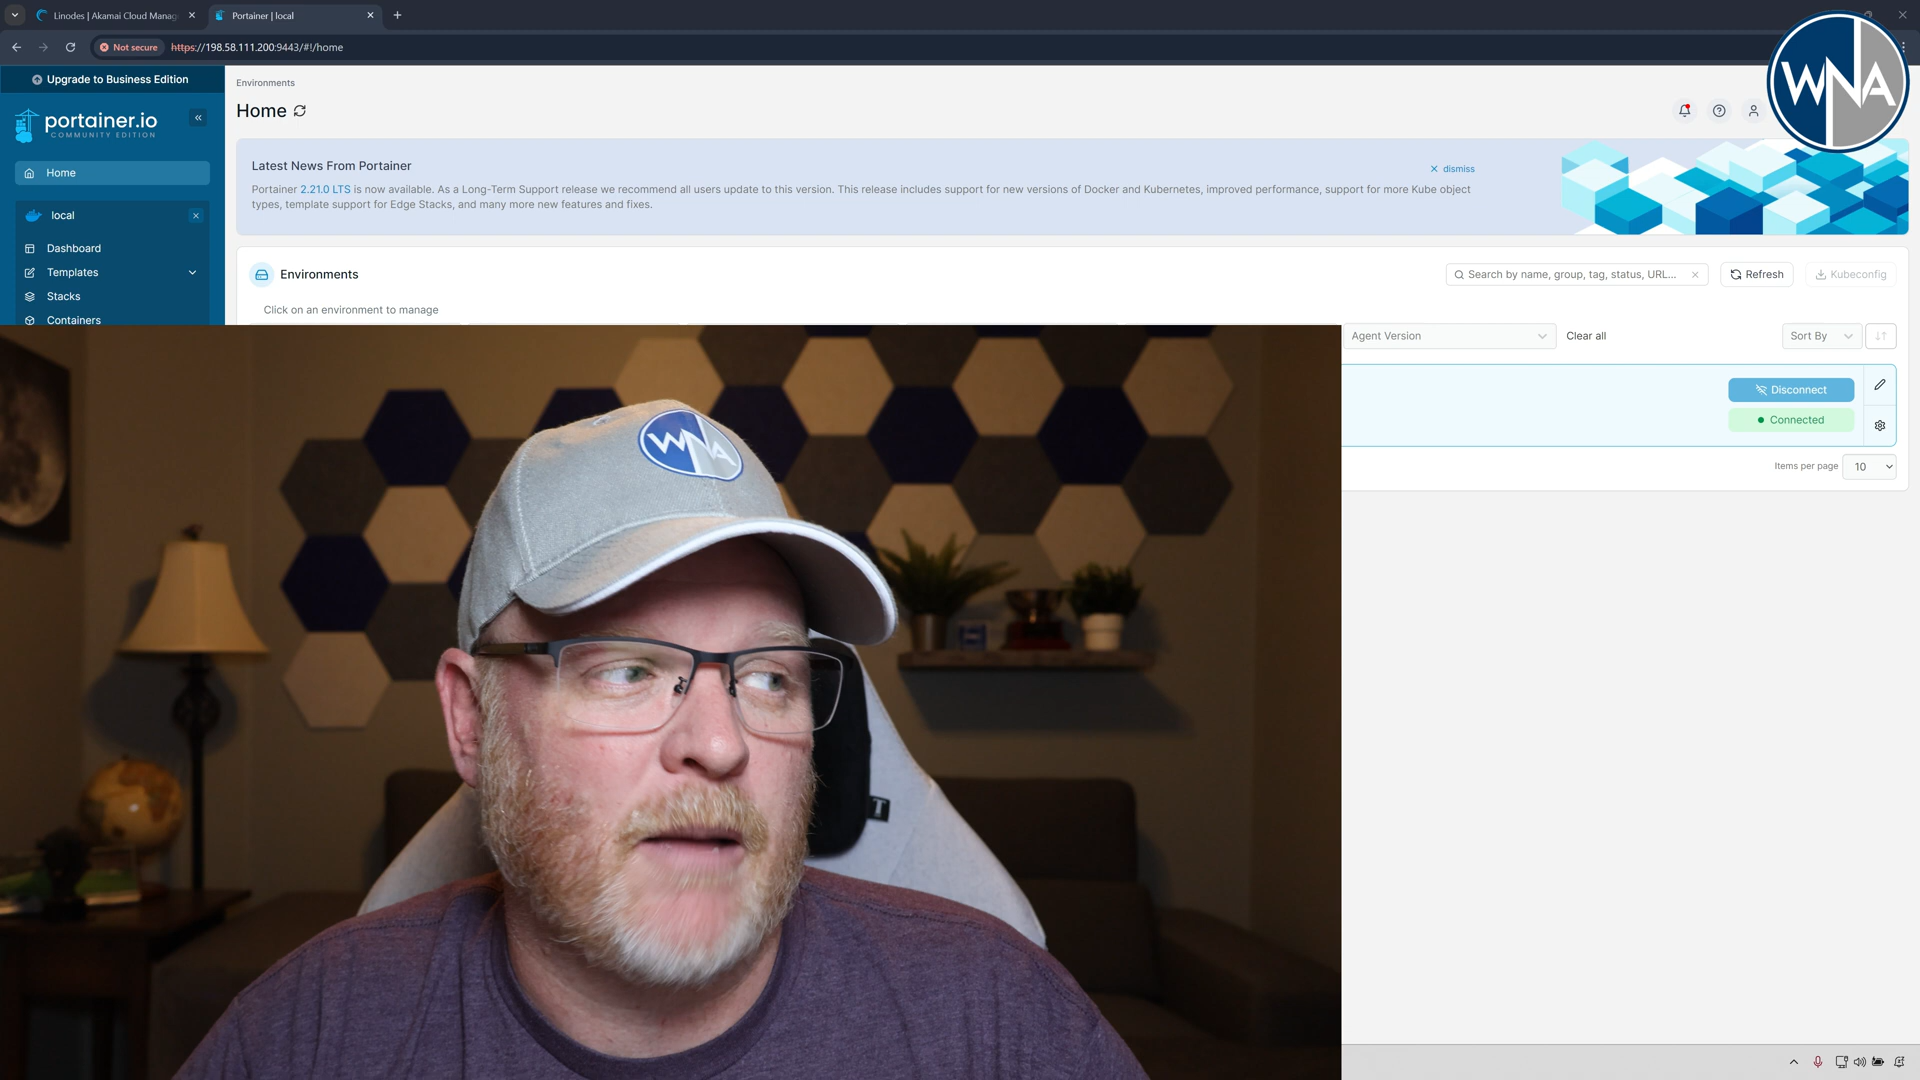 Linodes | Akamai Cloud Manag
Portainer | local
Not secure
https://198.58.111.200:9443/#!/home
WNA
Upgrade to Business Edition
portainer.io
COMMUNITY EDITION
Home
local
Dashboard
Templates
Stacks
Containers
Environments
Home
Latest News From Portainer
dismiss
Portainer 2.21.0 LTS is now available. As a Long-Term Support release we recommend all users update to this version. This release includes support for new versions of Docker and Kubernetes, improved performance, support for more Kube object
types, template support for Edge Stacks, and many more new features and fixes.
Environments
Search by name, group, tag, status, URL...
Refresh
Kubeconfig
Click on an environment to manage
Agent Version
Clear all
Sort By
Disconnect
Connected
Items per page
10
WNA
T